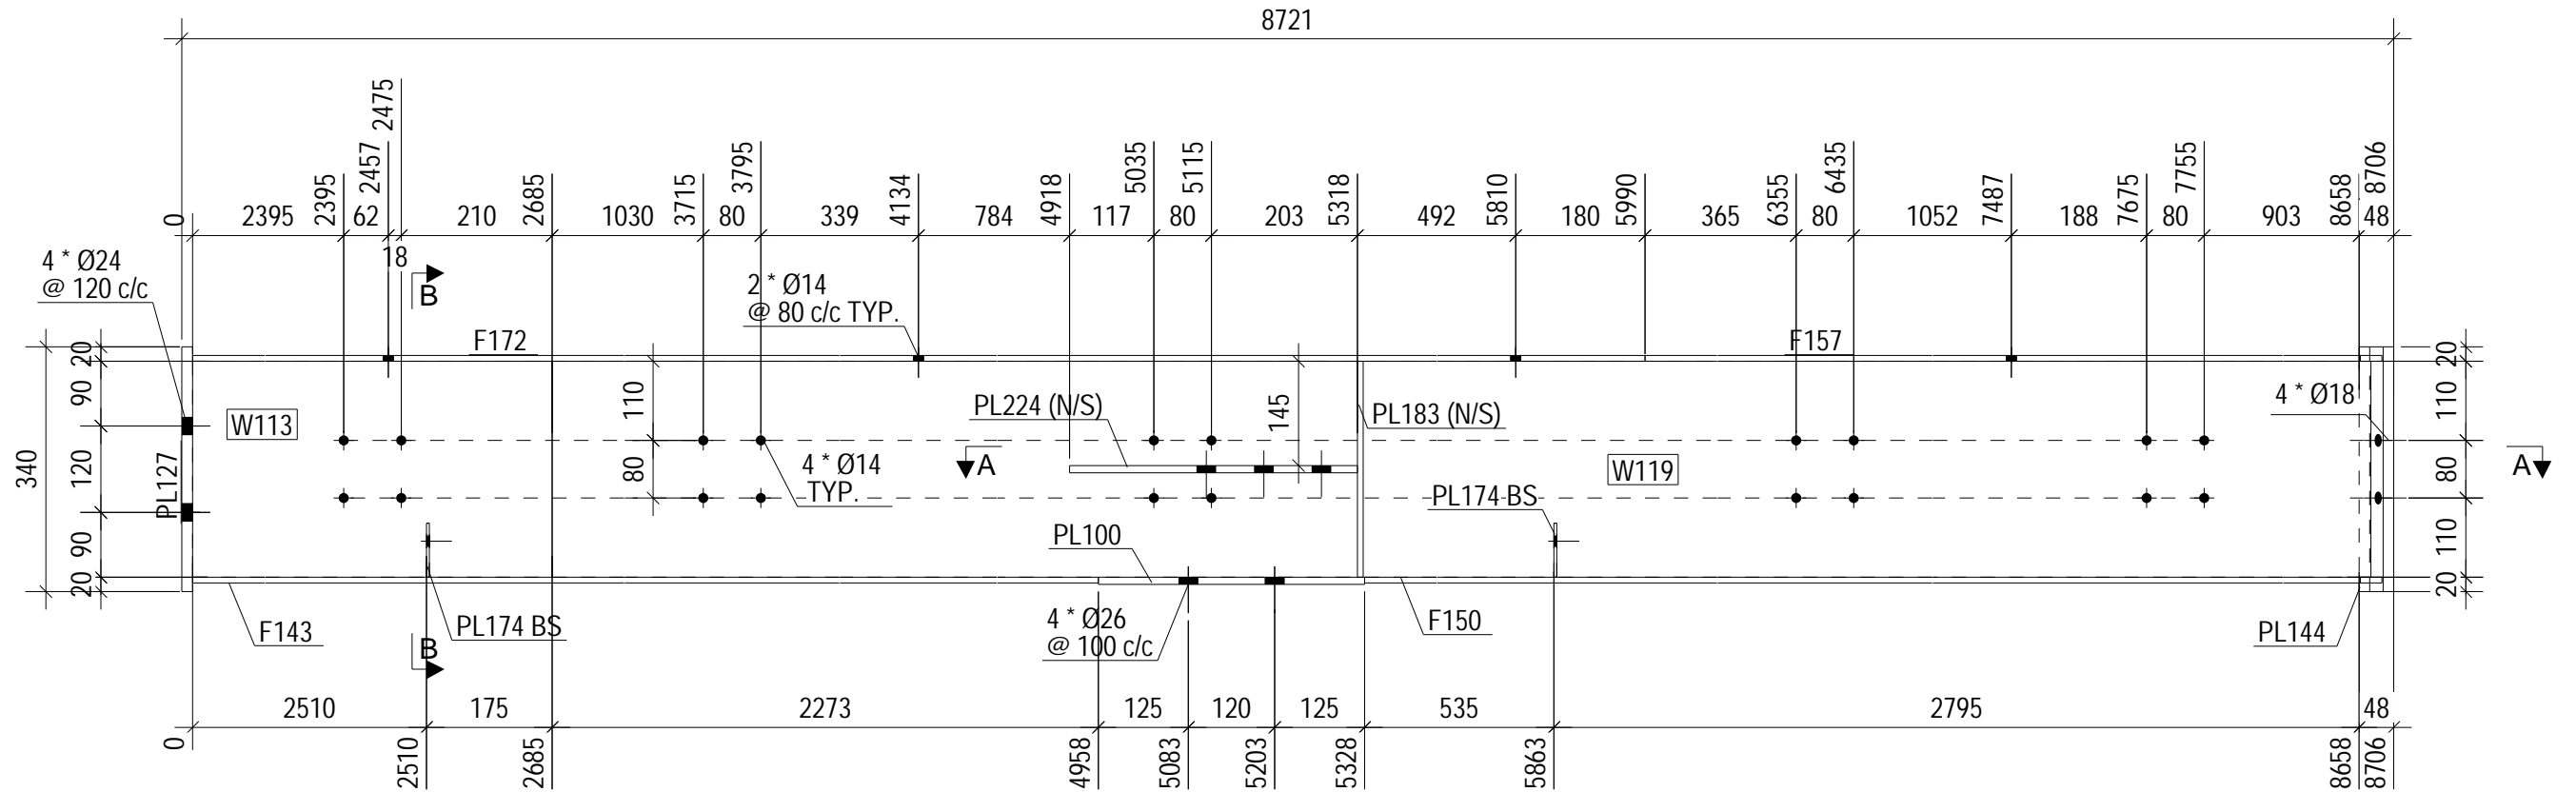 8721
0
2395
2395
62
2457
2475
18
210
2685
1030
3715
80
3795
339
4134
784
4918
117
5035
80
5115
203
5318
492
5810
180
5990
365
6355
80
6435
1052
7487
188
7675
80
7755
903
8658
48
8706
4 * Ø24
@ 120 c/c
B
2 * Ø14
@ 80 c/c TYP.
F172
F157
20
90
120
90
20
340
PL127
W113
110
80
4 * Ø14
TYP.
A
PL224 (N/S)
145
PL183 (N/S)
W119
PL174 BS
4 * Ø18
20
110
80
110
20
A
PL100
F143
PL174 BS
B
4 * Ø26
@ 100 c/c
F150
PL144
2510
175
2273
125
120
125
535
2795
48
0
2510
2685
4958
5083
5203
5328
5863
8658
8706